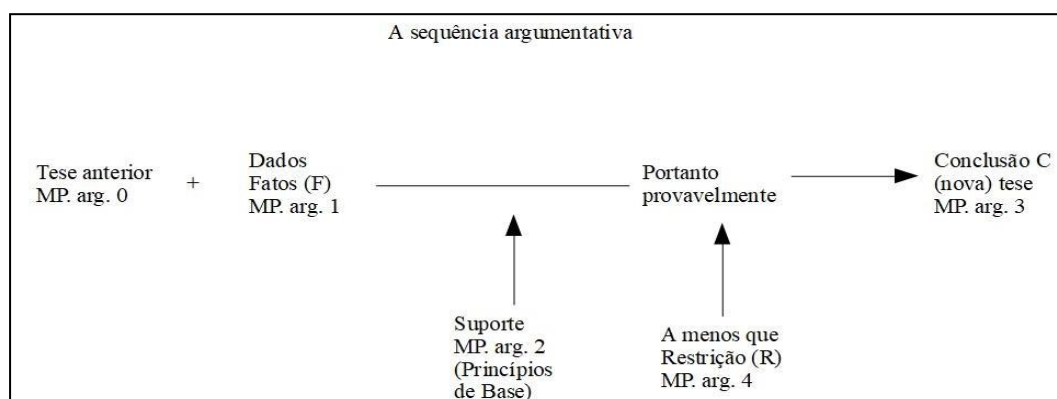 A sequência argumentativa
Tese anterior
MP. arg. 0
+
Dados
Fatos (F)
MP. arg. 1
Portanto
provavelmente
Conclusão C
(nova) tese
MP. arg. 3
Suporte
MP. arg. 2
(Princípios
de Base)
A menos que
Restrição (R)
MP. arg. 4